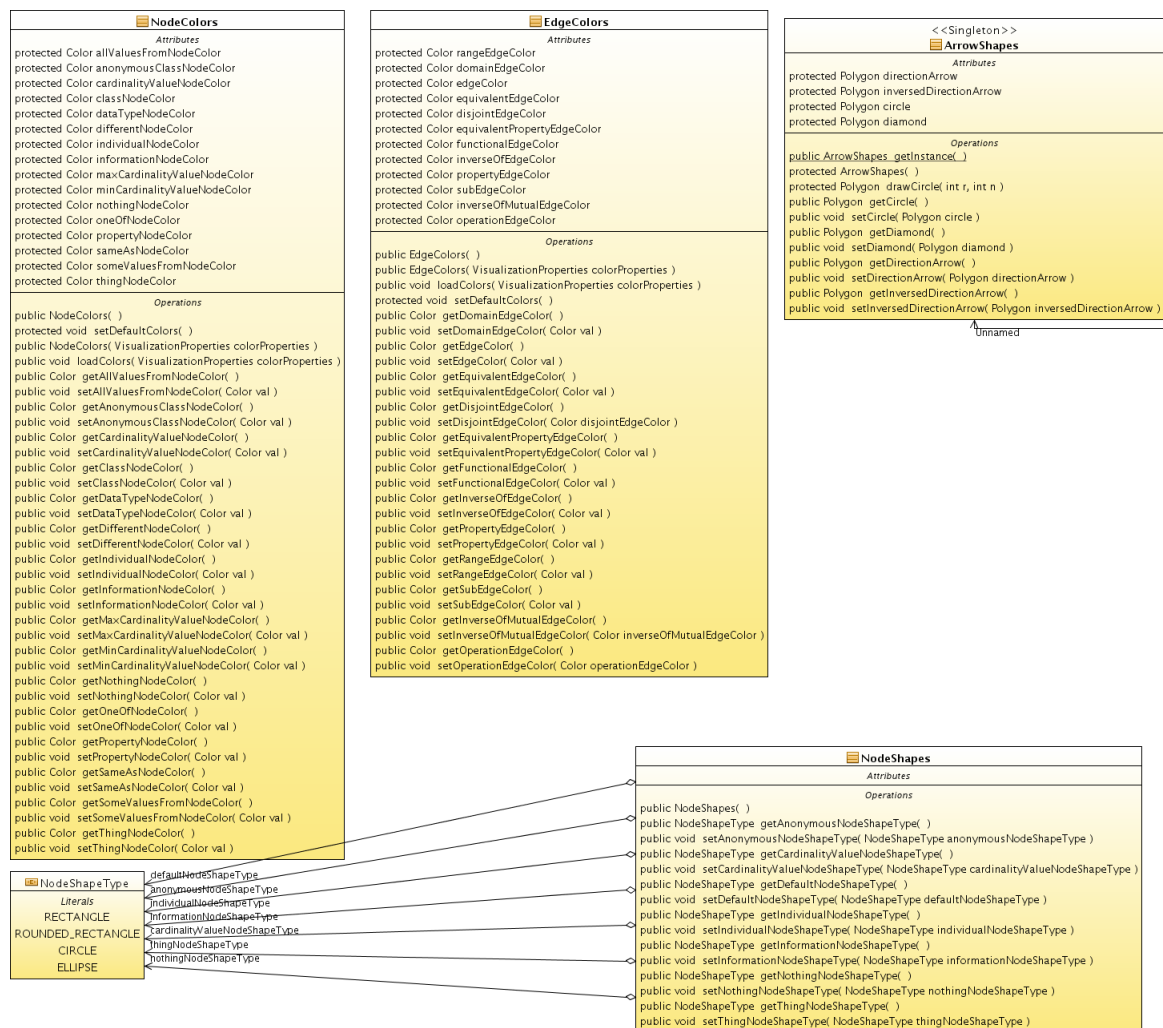 NodeColors
Attributes
protected Color allValuesFromNodeColor
protected Color anonymousClassNodeColor
protected Color cardinalityValueNodeColor
protected Color classNodeColor
protected Color dataTypeNodeColor
protected Color differentNodeColor
protected Color individualNodeColor
protected Color informationNodeColor
protected Color maxCardinalityValueNodeColor
protected Color minCardinalityValueNodeColor
protected Color nothingNodeColor
protected Color oneOfNodeColor
protected Color propertyNodeColor
protected Color sameAsNodeColor
protected Color someValuesFromNodeColor
protected Color thingNodeColor
Operations
public NodeColors( )
protected void setDefaultColors( )
public NodeColors( VisualizationProperties colorProperties )
public void loadColors( VisualizationProperties colorProperties )
public Color getAllValuesFromNodeColor( )
public void setAllValuesFromNodeColor( Color val )
public Color getAnonymousClassNodeColor( )
public void setAnonymousClassNodeColor( Color val )
public Color getCardinalityValueNodeColor( )
public void setCardinalityValueNodeColor( Color val )
public Color getClassNodeColor( )
public void setClassNodeColor( Color val )
public Color getDataTypeNodeColor( )
public void setDataTypeNodeColor( Color val )
public Color getDifferentNodeColor( )
public void setDifferentNodeColor( Color val )
public Color getIndividualNodeColor( )
public void setIndividualNodeColor( Color val )
public Color getInformationNodeColor( )
public void setInformationNodeColor( Color val )
public Color getMaxCardinalityValueNodeColor( )
public void setMaxCardinalityValueNodeColor( Color val )
public Color getMinCardinalityValueNodeColor( )
public void setMinCardinalityValueNodeColor( Color val )
public Color getNothingNodeColor( )
public void setNothingNodeColor( Color val )
public Color getOneOfNodeColor( )
public void setOneOfNodeColor( Color val )
public Color getPropertyNodeColor( )
public void setPropertyNodeColor( Color val )
public Color getSameAsNodeColor( )
public void setSameAsNodeColor( Color val )
public Color getSomeValuesFromNodeColor( )
public void setSomeValuesFromNodeColor( Color val )
public Color getThingNodeColor( )
public void setThingNodeColor( Color val )
EdgeColors
Attributes
protected Color rangeEdgeColor
protected Color domainEdgeColor
protected Color edgeColor
protected Color equivalentEdgeColor
protected Color disjointEdgeColor
protected Color equivalentPropertyEdgeColor
protected Color functionalEdgeColor
protected Color inverseOfEdgeColor
protected Color propertyEdgeColor
protected Color subEdgeColor
protected Color inverseOfMutualEdgeColor
protected Color operationEdgeColor
Operations
public EdgeColors( )
public EdgeColors( VisualizationProperties colorProperties )
public void loadColors( VisualizationProperties colorProperties )
protected void setDefaultColors( )
public Color getDomainEdgeColor( )
public void setDomainEdgeColor( Color val )
public Color getEdgeColor( )
public void setEdgeColor( Color val )
public Color getEquivalentEdgeColor( )
public void setEquivalentEdgeColor( Color val )
public Color getDisjointEdgeColor( )
public void setDisjointEdgeColor( Color disjointEdgeColor )
public Color getEquivalentPropertyEdgeColor( )
public void setEquivalentPropertyEdgeColor( Color val )
public Color getFunctionalEdgeColor( )
public void setFunctionalEdgeColor( Color val )
public Color getInverseOfEdgeColor( )
public void setInverseOfEdgeColor( Color val )
public Color getPropertyEdgeColor( )
public void setPropertyEdgeColor( Color val )
public Color getRangeEdgeColor( )
public void setRangeEdgeColor( Color val )
public Color getSubEdgeColor( )
public void setSubEdgeColor( Color val )
public Color getInverseOfMutualEdgeColor( )
public void setInverseOfMutualEdgeColor( Color inverseOfMutualEdgeColor )
public Color getOperationEdgeColor( )
public void setOperationEdgeColor( Color operationEdgeColor )
<<Singleton>>
ArrowShapes
Attributes
protected Polygon directionArrow
protected Polygon inversedDirectionArrow
protected Polygon circle
protected Polygon diamond
Operations
public ArrowShapes getInstance( )
protected ArrowShapes( )
protected Polygon drawCircle( int r, int n )
public Polygon getCircle( )
public void setCircle( Polygon circle )
public Polygon getDiamond( )
public void setDiamond( Polygon diamond )
public Polygon getDirectionArrow( )
public void setDirectionArrow( Polygon directionArrow )
public Polygon getInversedDirectionArrow( )
public void setInversedDirectionArrow( Polygon inversedDirectionArrow )
Unnamed
NodeShapeType
Literals
RECTANGLE
ROUNDED_RECTANGLE
CIRCLE
ELLIPSE
defaultNodeShapeType
anonymousNodeShapeType
individualNodeShapeType
informationNodeShapeType
cardinalityValueNodeShapeType
thingNodeShapeType
nothingNodeShapeType
NodeShapes
Attributes
Operations
public NodeShapes( )
public NodeShapeType getAnonymousNodeShapeType( )
public void setAnonymousNodeShapeType( NodeShapeType anonymousNodeShapeType )
public NodeShapeType getCardinalityValueNodeShapeType( )
public void setCardinalityValueNodeShapeType( NodeShapeType cardinalityValueNodeShapeType )
public NodeShapeType getDefaultNodeShapeType( )
public void setDefaultNodeShapeType( NodeShapeType defaultNodeShapeType )
public NodeShapeType getIndividualNodeShapeType( )
public void setIndividualNodeShapeType( NodeShapeType individualNodeShapeType )
public NodeShapeType getInformationNodeShapeType( )
public void setInformationNodeShapeType( NodeShapeType informationNodeShapeType )
public NodeShapeType getNothingNodeShapeType( )
public void setNothingNodeShapeType( NodeShapeType nothingNodeShapeType )
public NodeShapeType getThingNodeShapeType( )
public void setThingNodeShapeType( NodeShapeType thingNodeShapeType )